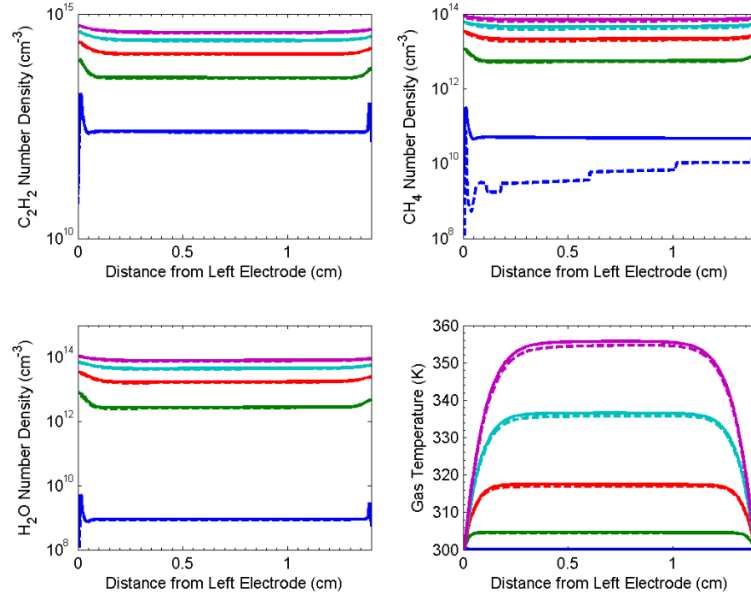 10^15
10^10
C₂H₂ Number Density (cm⁻³)
0 0.5 1
Distance from Left Electrode (cm)
10^14
10^12
10^10
10^8
CH₄ Number Density (cm⁻³)
0 0.5 1
Distance from Left Electrode (cm)
10^14
10^12
10^10
10^8
H₂O Number Density (cm⁻³)
0 0.5 1
Distance from Left Electrode (cm)
360
350
340
330
320
310
300
Gas Temperature (K)
0 0.5 1
Distance from Left Electrode (cm)